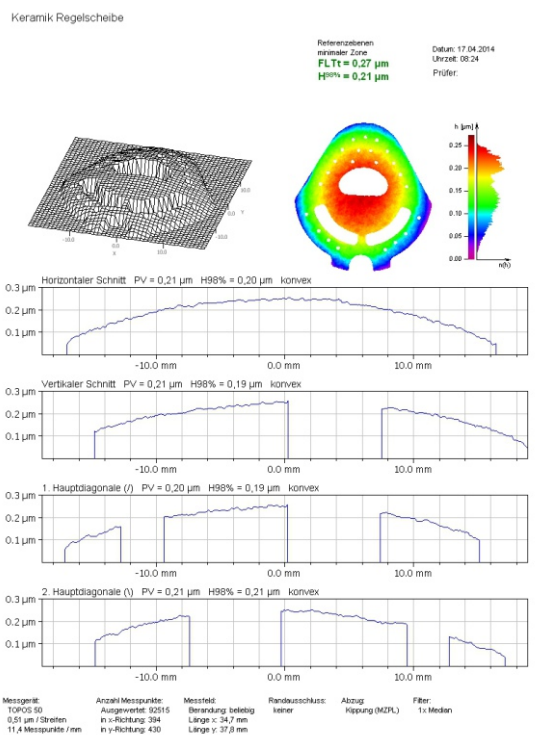 Keramik Regelscheibe
Referenzebenen
minimaler Zone
FLTt = 0,27 µm
H98% = 0,21 µm
Datum: 17.04.2014
Uhrzeit: 08:24
Prüfer:
h [µm]
0.25
0.20
0.15
0.10
0.05
0.00
n(h)
-10.0
0.0
10.0
X
-10.0
0.0
10.0
Y
Horizontaler Schnitt PV = 0,21 µm H98% = 0,20 µm konvex
0.3 µm
0.2 µm
0.1 µm
-10.0 mm 0.0 mm 10.0 mm
Vertikaler Schnitt PV = 0,21 µm H98% = 0,19 µm konvex
0.3 µm
0.2 µm
0.1 µm
-10.0 mm 0.0 mm 10.0 mm
1. Hauptdiagonale (/) PV = 0,20 µm H98% = 0,19 µm konvex
0.3 µm
0.2 µm
0.1 µm
-10.0 mm 0.0 mm 10.0 mm
2. Hauptdiagonale (\) PV = 0,21 µm H98% = 0,21 µm konvex
0.3 µm
0.2 µm
0.1 µm
-10.0 mm 0.0 mm 10.0 mm
Messgerät: Anzahl Messpunkte: Messfeld: Randausschluss: Abzug: Filter:
TOPOS 50 Ausgewertet: 92515 Berandung: beliebig keiner Kippung (MZPL) 1x Median
0,51 µm / Streifen in x-Richtung: 394 Länge x: 34,7 mm
11,4 Messpunkte / mm in y-Richtung: 430 Länge y: 37,8 mm